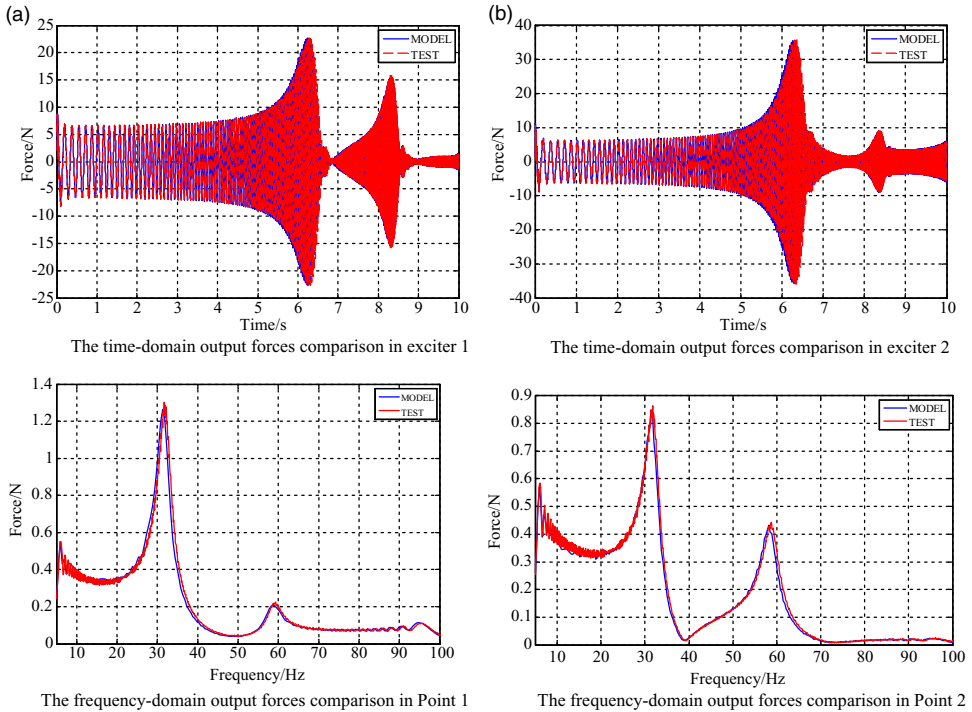 (a)
25
20
15
10
5
0
-5
-10
-15
-20
-25
Force/N
MODEL
TEST
0 1 2 3 4 5 6 7 8 9 10
Time/s
The time-domain output forces comparison in exciter 1
(b)
40
30
20
10
0
-10
-20
-30
-40
Force/N
MODEL
TEST
0 1 2 3 4 5 6 7 8 9 10
Time/s
The time-domain output forces comparison in exciter 2
1.4
1.2
1
0.8
0.6
0.4
0.2
0
Force/N
MODEL
TEST
10 20 30 40 50 60 70 80 90 100
Frequency/Hz
The frequency-domain output forces comparison in Point 1
0.9
0.8
0.7
0.6
0.5
0.4
0.3
0.2
0.1
0
Force/N
MODEL
TEST
10 20 30 40 50 60 70 80 90 100
Frequency/Hz
The frequency-domain output forces comparison in Point 2